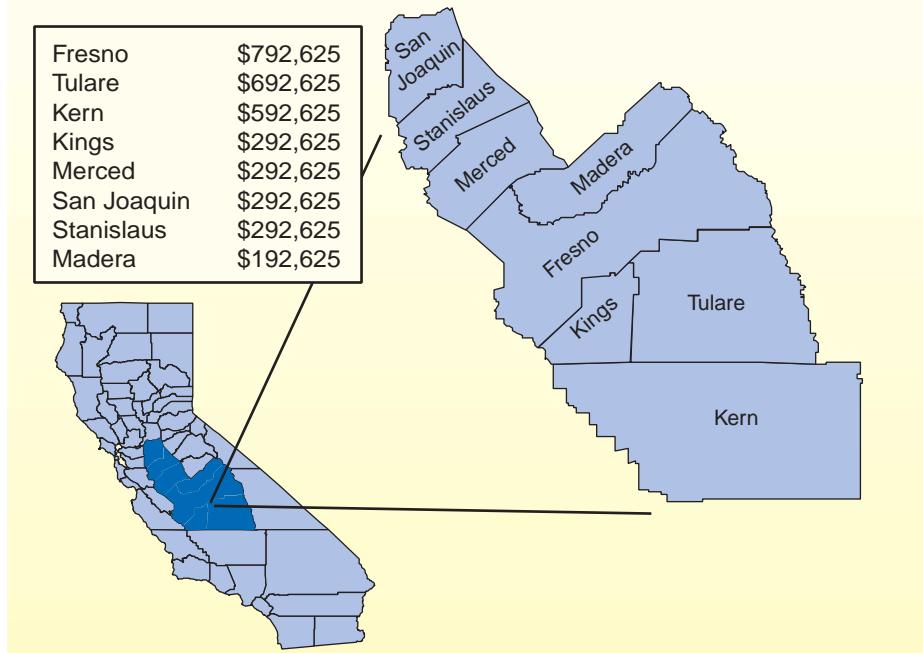 Fresno $792,625
Tulare $692,625
Kern $592,625
Kings $292,625
Merced $292,625
San Joaquin $292,625
Stanislaus $292,625
Madera $192,625
San
Joaquin
Stanislaus
Merced
Madera
Fresno
Kings
Tulare
Kern